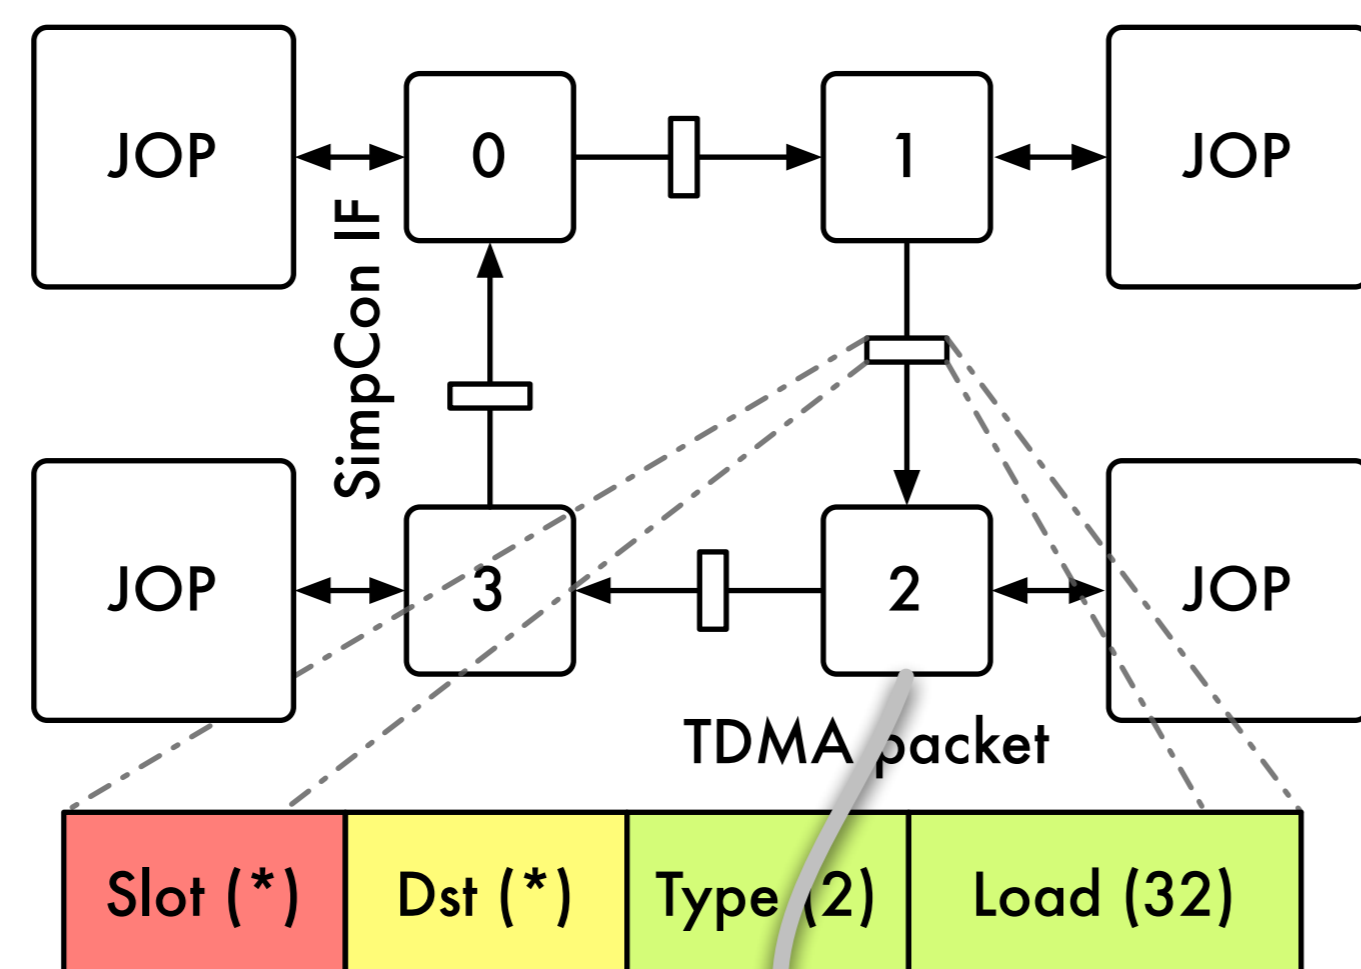 JOP
0
1
JOP
SimpCon IF
JOP
3
2
JOP
TDMA packet
Slot (*)
Dst (*)
Type (2)
Load (32)